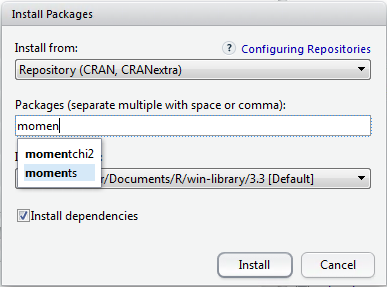 Install Packages
Install from:
? Configuring Repositories
Repository (CRAN, CRANextra)
Packages (separate multiple with space or comma):
momen
momentchi2
moments
/Documents/R/win-library/3.3 [Default]
Install dependencies
Install
Cancel